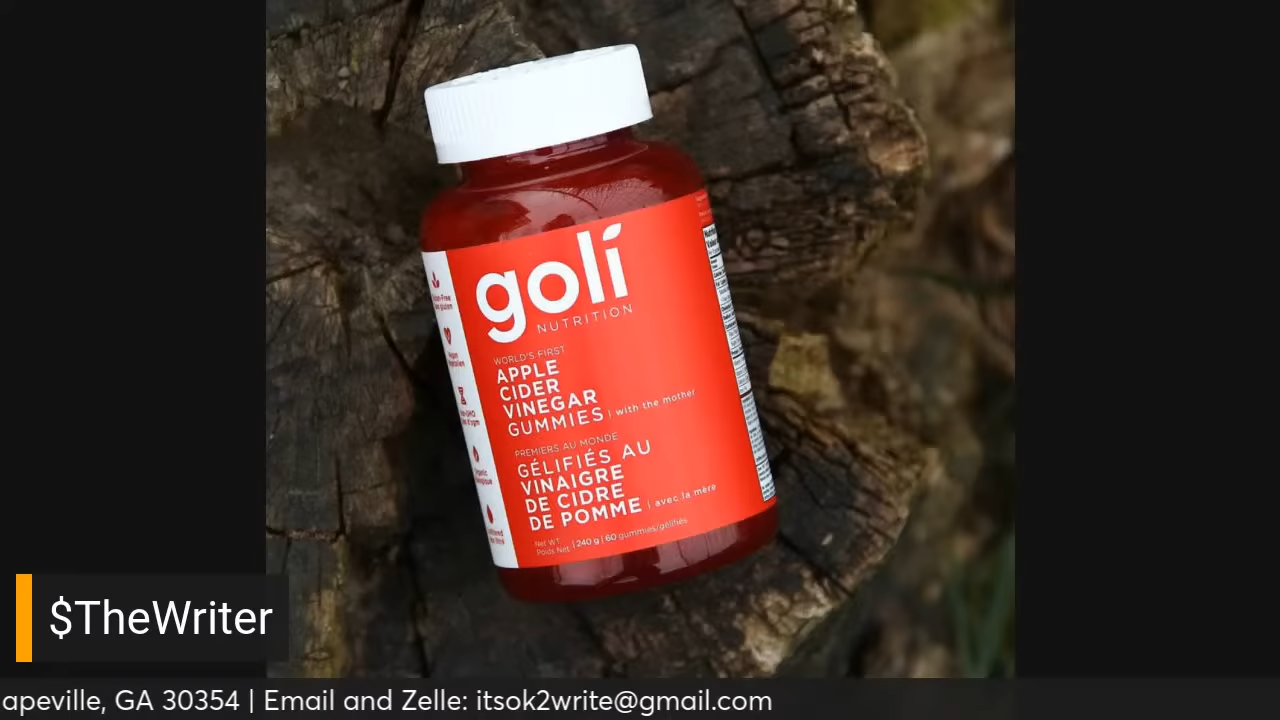 goli
NUTRITION
WORLD'S FIRST
APPLE
CIDER
VINEGAR
GUMMIES | with the mother
PREMIERS AU MONDE
GÉLIFIÉS AU
VINAIGRE
DE CIDRE
DE POMME | avec la mère
Net WT.
Poids Net | 240 g | 60 gummies/gélifiés
$TheWriter
apeville, GA 30354 | Email and Zelle: itsok2write@gmail.com